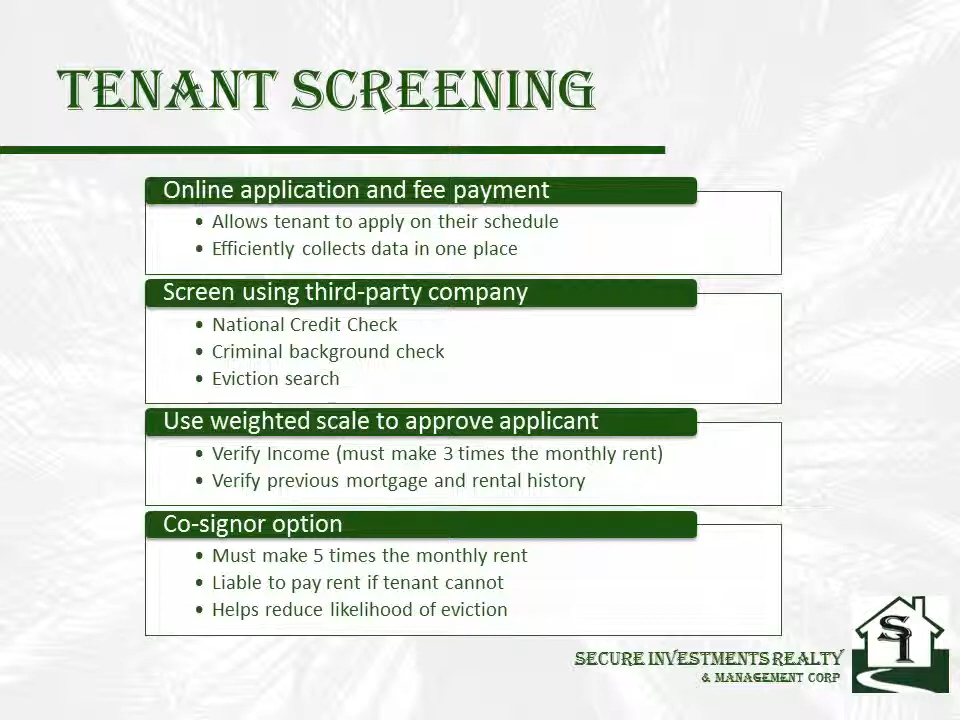 TENANT SCREENING
Online application and fee payment
• Allows tenant to apply on their schedule
• Efficiently collects data in one place
Screen using third-party company
• National Credit Check
• Criminal background check
• Eviction search
Use weighted scale to approve applicant
• Verify Income (must make 3 times the monthly rent)
• Verify previous mortgage and rental history
Co-signor option
• Must make 5 times the monthly rent
• Liable to pay rent if tenant cannot
• Helps reduce likelihood of eviction
SECURE INVESTMENTS REALTY
& MANAGEMENT CORP
SI